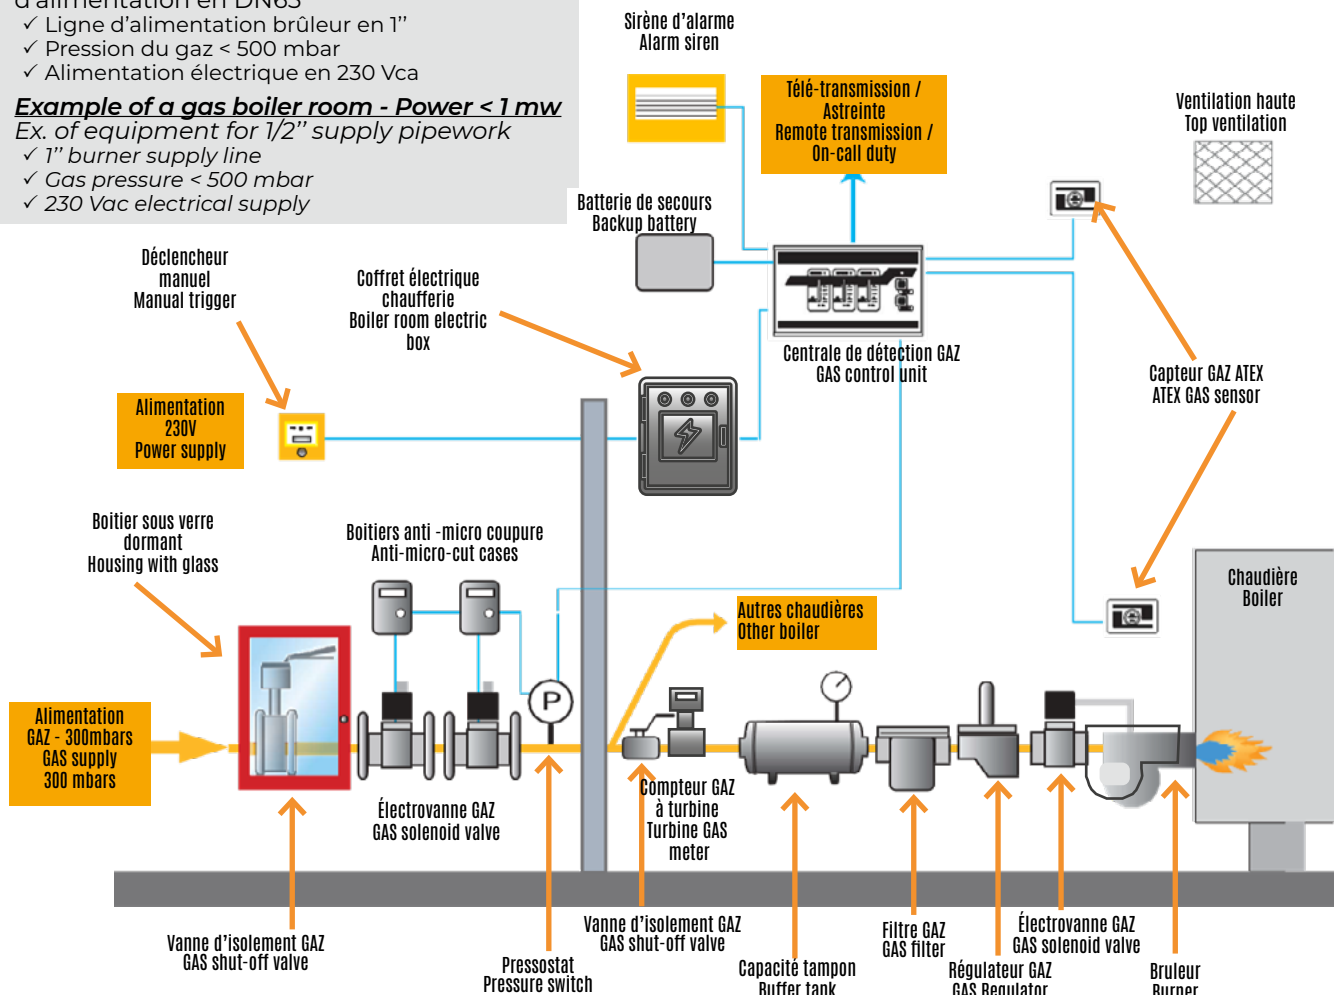 d'alimentation en DN65
✓ Ligne d'alimentation brûleur en 1''
✓ Pression du gaz < 500 mbar
✓ Alimentation électrique en 230 Vca
Example of a gas boiler room - Power < 1 mw
Ex. of equipment for 1/2'' supply pipework
✓ 1'' burner supply line
✓ Gas pressure < 500 mbar
✓ 230 Vac electrical supply
Sirène d'alarme
Alarm siren
Télé-transmission /
Astreinte
Remote transmission /
On-call duty
Ventilation haute
Top ventilation
Batterie de secours
Backup battery
Déclencheur
manuel
Manual trigger
Coffret électrique
chaufferie
Boiler room electric
box
Centrale de détection GAZ
GAS control unit
Capteur GAZ ATEX
ATEX GAS sensor
Alimentation
230V
Power supply
Boitier sous verre
dormant
Housing with glass
Boitiers anti -micro coupure
Anti-micro-cut cases
Chaudière
Boiler
Autres chaudières
Other boiler
P
Alimentation
GAZ - 300mbars
GAS supply
300 mbars
Électrovanne GAZ
GAS solenoid valve
Compteur GAZ
à turbine
Turbine GAS
meter
Vanne d'isolement GAZ
GAS shut-off valve
Pressostat
Pressure switch
Vanne d'isolement GAZ
GAS shut-off valve
Capacité tampon
Buffer tank
Filtre GAZ
GAS filter
Régulateur GAZ
GAS Regulator
Électrovanne GAZ
GAS solenoid valve
Bruleur
Burner